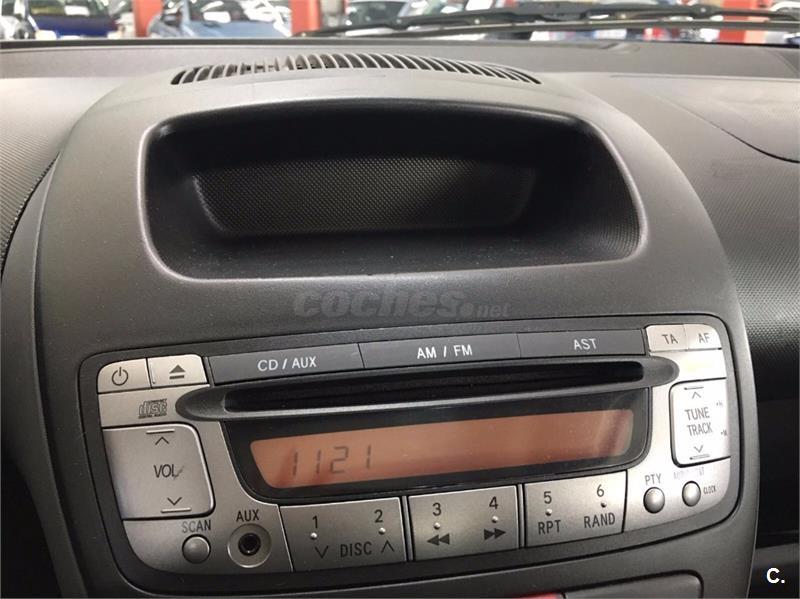 coches.net
CD / AUX
AM / FM
AST
TA
AF
disc
TUNE
TRACK
VOL
1121
SCAN
AUX
1
2
DISC
3
4
5
RPT
6
RAND
PTY
CLOCK
C.